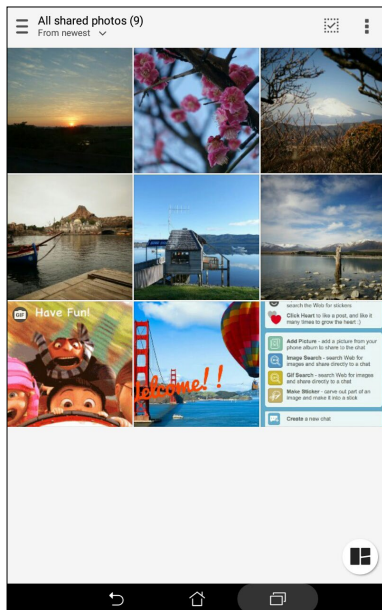 All shared photos (9)
From newest
GIF Have Fun!
Welcome! !
search the Web for stickers
Click Heart to like a post, and like it
many times to grow the heart :)
Add Picture - add a picture from your
phone album to share to the chat
Image Search - search Web for
images and share directly to a chat
Gif Search - search Web for images
and share directly to a chat
Make Sticker - carve out part of an
image and make it into a stick
Create a new chat